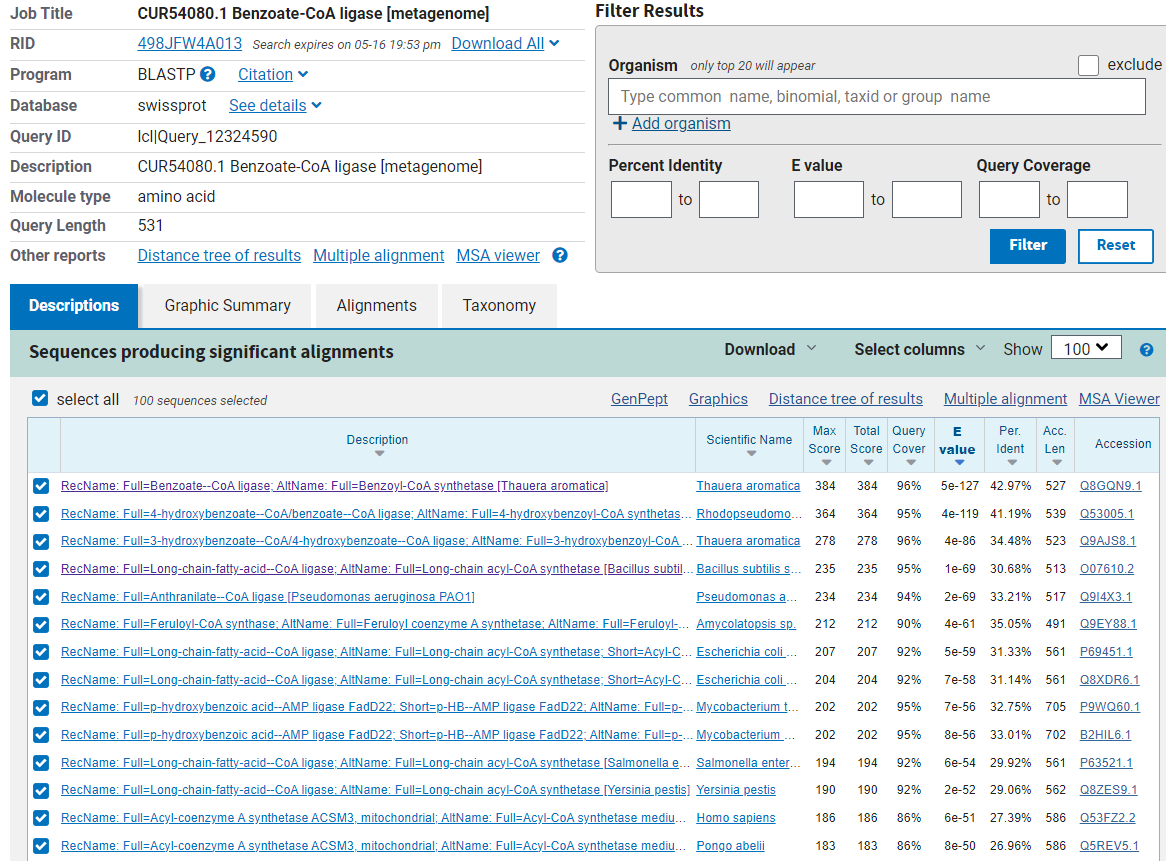 Job Title CUR54080.1 Benzoate-CoA ligase [metagenome]
RID 498JFW4A013 Search expires on 05-16 19:53 pm Download All
Program BLASTP ? Citation
Database swissprot See details
Query ID lcl|Query_12324590
Description CUR54080.1 Benzoate-CoA ligase [metagenome]
Molecule type amino acid
Query Length 531
Other reports Distance tree of results Multiple alignment MSA viewer ?
Filter Results
Organism only top 20 will appear exclude
Type common name, binomial, taxid or group name
+ Add organism
Percent Identity E value Query Coverage
to to to
Filter Reset
Descriptions Graphic Summary Alignments Taxonomy
Sequences producing significant alignments Download Select columns Show 100 ?
select all 100 sequences selected GenPept Graphics Distance tree of results Multiple alignment MSA Viewer
Description Scientific Name Max Score Total Score Query Cover E value Per. Ident Acc. Len Accession
RecName: Full=Benzoate--CoA ligase; AltName: Full=Benzoyl-CoA synthetase [Thauera aromatica] Thauera aromatica 384 384 96% 5e-127 42.97% 527 Q8GQN9.1
RecName: Full=4-hydroxybenzoate--CoA/benzoate--CoA ligase; AltName: Full=4-hydroxybenzoyl-CoA synthetas... Rhodopseudomo... 364 364 95% 4e-119 41.19% 539 Q53005.1
RecName: Full=3-hydroxybenzoate--CoA/4-hydroxybenzoate--CoA ligase; AltName: Full=3-hydroxybenzoyl-CoA ... Thauera aromatica 278 278 96% 4e-86 34.48% 523 Q9AJS8.1
RecName: Full=Long-chain-fatty-acid--CoA ligase; AltName: Full=Long-chain acyl-CoA synthetase [Bacillus subtil... Bacillus subtilis s... 235 235 95% 1e-69 30.68% 513 O07610.2
RecName: Full=Anthranilate--CoA ligase [Pseudomonas aeruginosa PAO1] Pseudomonas a... 234 234 94% 2e-69 33.21% 517 Q9I4X3.1
RecName: Full=Feruloyl-CoA synthase; AltName: Full=Feruloyl coenzyme A synthetase; AltName: Full=Feruloyl-... Amycolatopsis sp. 212 212 90% 4e-61 35.05% 491 Q9EY88.1
RecName: Full=Long-chain-fatty-acid--CoA ligase; AltName: Full=Long-chain acyl-CoA synthetase; Short=Acyl-C... Escherichia coli ... 207 207 92% 5e-59 31.33% 561 P69451.1
RecName: Full=Long-chain-fatty-acid--CoA ligase; AltName: Full=Long-chain acyl-CoA synthetase; Short=Acyl-C... Escherichia coli ... 204 204 92% 7e-58 31.14% 561 Q8XDR6.1
RecName: Full=p-hydroxybenzoic acid--AMP ligase FadD22; Short=p-HB--AMP ligase FadD22; AltName: Full=p-... Mycobacterium t... 202 202 95% 7e-56 32.75% 705 P9WQ60.1
RecName: Full=p-hydroxybenzoic acid--AMP ligase FadD22; Short=p-HB--AMP ligase FadD22; AltName: Full=p-... Mycobacterium ... 202 202 95% 8e-56 33.01% 702 B2HIL6.1
RecName: Full=Long-chain-fatty-acid--CoA ligase; AltName: Full=Long-chain acyl-CoA synthetase [Salmonella e... Salmonella enter... 194 194 92% 6e-54 29.92% 561 P63521.1
RecName: Full=Long-chain-fatty-acid--CoA ligase; AltName: Full=Long-chain acyl-CoA synthetase [Yersinia pestis] Yersinia pestis 190 190 92% 2e-52 29.06% 562 Q8ZES9.1
RecName: Full=Acyl-coenzyme A synthetase ACSM3, mitochondrial; AltName: Full=Acyl-CoA synthetase mediu... Homo sapiens 186 186 86% 6e-51 27.39% 586 Q53FZ2.2
RecName: Full=Acyl-coenzyme A synthetase ACSM3, mitochondrial; AltName: Full=Acyl-CoA synthetase mediu... Pongo abelii 183 183 86% 8e-50 26.96% 586 Q5REV5.1